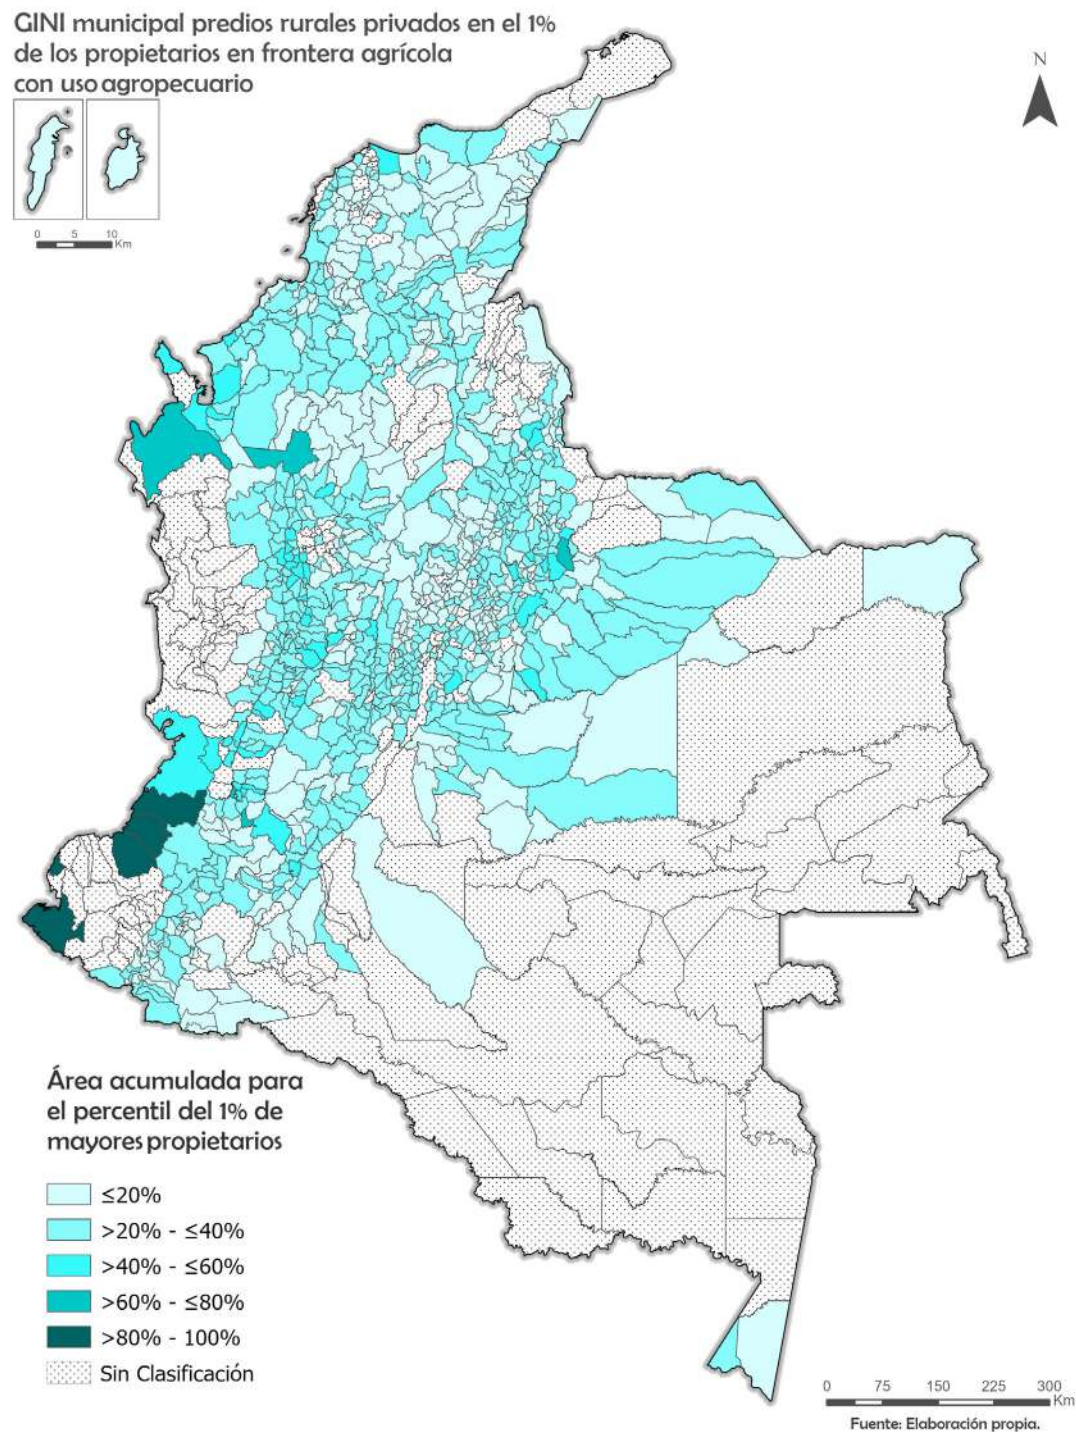 GINI municipal predios rurales privados en el 1%
de los propietarios en frontera agrícola
con uso agropecuario
N
0 5 10
Km
Área acumulada para
el percentil del 1% de
mayores propietarios
≤20%
>20% - ≤40%
>40% - ≤60%
>60% - ≤80%
>80% - 100%
Sin Clasificación
0 75 150 225 300
Km
Fuente: Elaboración propia.